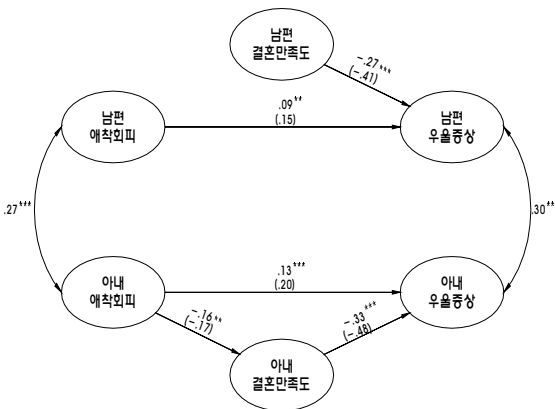 남편
결혼만족도
-.27***
(-.41)
남편
애착회피
.09**
(.15)
남편
우울증상
.27***
.30**
아내
애착회피
.13***
(.20)
아내
우울증상
-.16**
(-.17)
-.33***
(-.48)
아내
결혼만족도